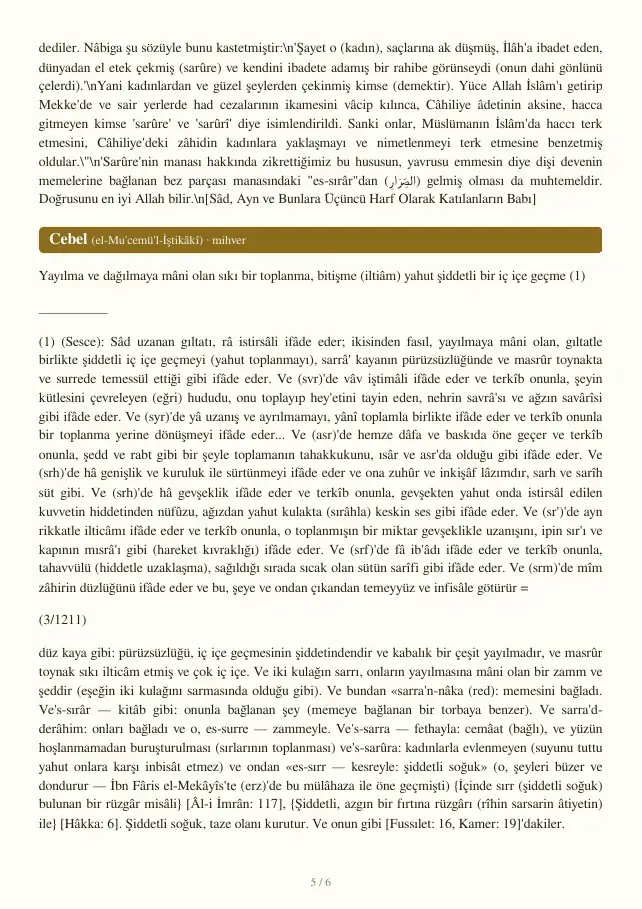 dediler. Nâbiga şu sözüyle bunu kastetmiştir:\n'Şayet o (kadın), saçlarına ak düşmüş, İlâh'a ibadet eden,
dünyadan el etek çekmiş (sarûre) ve kendini ibadete adamış bir rahibe görünseydi (onun dahi gönlünü
çelerdi).'\nYani kadınlardan ve güzel şeylerden çekinmiş kimse (demektir). Yüce Allah İslâm'ı getirip
Mekke'de ve sair yerlerde had cezalarının ikamesini vâcip kılınca, Câhiliye âdetinin aksine, hacca
gitmeyen kimse 'sarûre' ve 'sarûrî' diye isimlendirildi. Sanki onlar, Müslümanın İslâm'da haccı terk
etmesini, Câhiliye'deki zâhidin kadınlara yaklaşmayı ve nimetlenmeyi terk etmesine benzetmiş
oldular.\"\n'Sarûre'nin manası hakkında zikrettiğimiz bu hususun, yavrusu emmesin diye dişi devenin
memelerine bağlanan bez parçası manasındaki "es-sırâr"dan (الصِّرَار) gelmiş olması da muhtemeldir.
Doğrusunu en iyi Allah bilir.\n[Sâd, Ayn ve Bunlara Üçüncü Harf Olarak Katılanların Babı]
Cebel (el-Mu'cemü'l-İştikâkî) · mihver
Yayılma ve dağılmaya mâni olan sıkı bir toplanma, bitişme (iltiâm) yahut şiddetli bir iç içe geçme (1)
__________
(1) (Sesce): Sâd uzanan gıltatı, râ istirsâli ifâde eder; ikisinden fasıl, yayılmaya mâni olan, gıltatle
birlikte şiddetli iç içe geçmeyi (yahut toplanmayı), sarrâ' kayanın pürüzsüzlüğünde ve masrûr toynakta
ve surrede temessül ettiği gibi ifâde eder. Ve (svr)'de vâv iştimâli ifâde eder ve terkîb onunla, şeyin
kütlesini çevreleyen (eğri) hududu, onu toplayıp hey'etini tayin eden, nehrin savrâ'sı ve ağzın savârîsi
gibi ifâde eder. Ve (syr)'de yâ uzanış ve ayrılmamayı, yânî toplamla birlikte ifâde eder ve terkîb onunla
bir toplanma yerine dönüşmeyi ifâde eder... Ve (asr)'de hemze dâfa ve baskıda öne geçer ve terkîb
onunla, şedd ve rabt gibi bir şeyle toplamanın tahakkukunu, ısâr ve asr'da olduğu gibi ifâde eder. Ve
(srh)'de hâ genişlik ve kuruluk ile sürtünmeyi ifâde eder ve ona zuhûr ve inkişâf lâzımdır, sarh ve sarîh
süt gibi. Ve (srh)'de hâ gevşeklik ifâde eder ve terkîb onunla, gevşekten yahut onda istirsâl edilen
kuvvetin hiddetinden nüfûzu, ağızdan yahut kulakta (sırâhla) keskin ses gibi ifâde eder. Ve (sr')'de ayn
rikkatle ilticâmı ifâde eder ve terkîb onunla, o toplanmışın bir miktar gevşeklikle uzanışını, ipin sır'ı ve
kapının mısrâ'ı gibi (hareket kıvraklığı) ifâde eder. Ve (srf)'de fâ ib'âdı ifâde eder ve terkîb onunla,
tahavvülü (hiddetle uzaklaşma), sağıldığı sırada sıcak olan sütün sarîfi gibi ifâde eder. Ve (srm)'de mîm
zâhirin düzlüğünü ifâde eder ve bu, şeye ve ondan çıkandan temeyyüz ve infisâle götürür =
(3/1211)
düz kaya gibi: pürüzsüzlüğü, iç içe geçmesinin şiddetindendir ve kabalık bir çeşit yayılmadır, ve masrûr
toynak sıkı ilticâm etmiş ve çok iç içe. Ve iki kulağın sarrı, onların yayılmasına mâni olan bir zamm ve
şeddir (eşeğin iki kulağını sarmasında olduğu gibi). Ve bundan «sarra'n-nâka (red): memesini bağladı.
Ve's-sırâr — kitâb gibi: onunla bağlanan şey (memeye bağlanan bir torbaya benzer). Ve sarra'd-
derâhim: onları bağladı ve o, es-surre — zammeyle. Ve's-sarra — fethayla: cemâat (bağlı), ve yüzün
hoşlanmamadan buruşturulması (sırlarının toplanması) ve's-sarûra: kadınlarla evlenmeyen (suyunu tuttu
yahut onlara karşı inbisât etmez) ve ondan «es-sırr — kesreyle: şiddetli soğuk» (o, şeyleri büzer ve
dondurur — İbn Fâris el-Mekâyîs'te (erz)'de bu mülâhaza ile öne geçmişti) {İçinde sırr (şiddetli soğuk)
bulunan bir rüzgâr misâli} [Âl-i İmrân: 117], {Şiddetli, azgın bir fırtına rüzgârı (rîhin sarsarin âtiyetin)
ile} [Hâkka: 6]. Şiddetli soğuk, taze olanı kurutur. Ve onun gibi [Fussılet: 16, Kamer: 19]'dakiler.
5 / 6